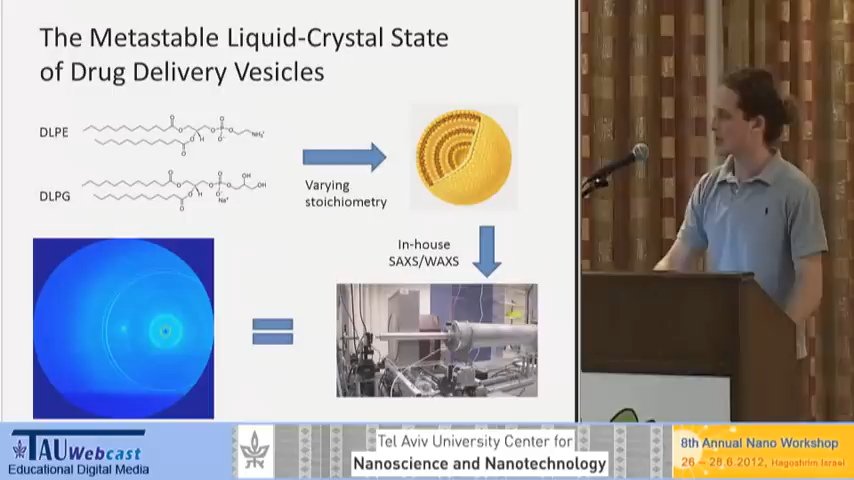 The Metastable Liquid-Crystal State
of Drug Delivery Vesicles
DLPE
DLPG
Varying
stoichiometry
In-house
SAXS/WAXS
TAU Webcast
Educational Digital Media
Tel Aviv University Center for
Nanoscience and Nanotechnology
8th Annual Nano Workshop
26 – 28.6.2012, Hagoshrim Israel